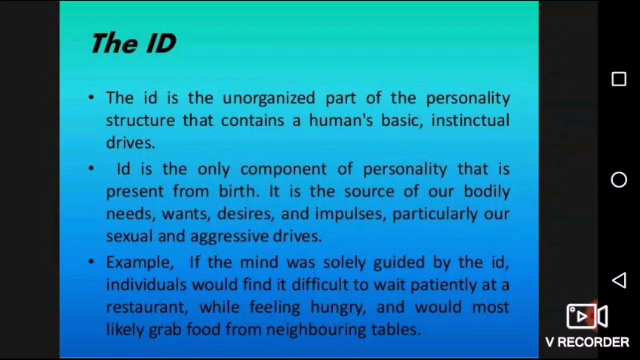 The ID
• The id is the unorganized part of the personality
structure that contains a human's basic, instinctual
drives.
• Id is the only component of personality that is
present from birth. It is the source of our bodily
needs, wants, desires, and impulses, particularly our
sexual and aggressive drives.
• Example, If the mind was solely guided by the id,
individuals would find it difficult to wait patiently at a
restaurant, while feeling hungry, and would most
likely grab food from neighbouring tables.
V RECORDER